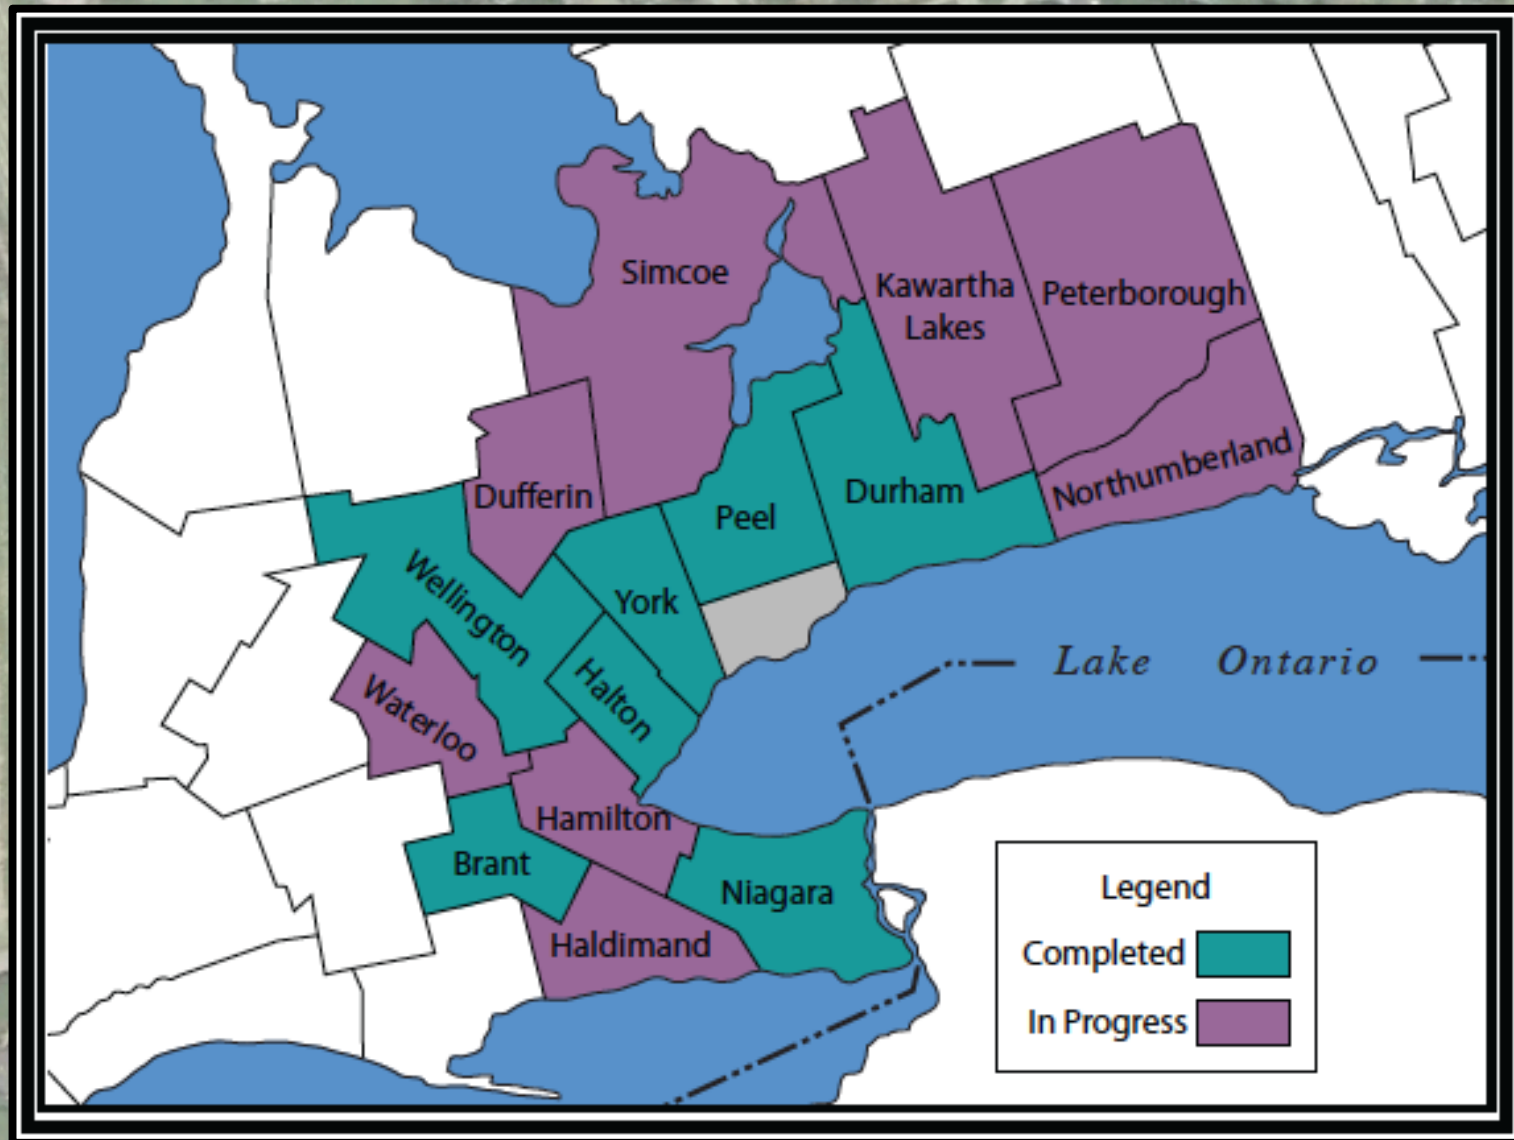 Simcoe
Kawartha
Lakes
Peterborough
Northumberland
Dufferin
Durham
Peel
Wellington
York
Halton
Lake Ontario
Waterloo
Hamilton
Brant
Niagara
Haldimand
Legend
Completed
In Progress